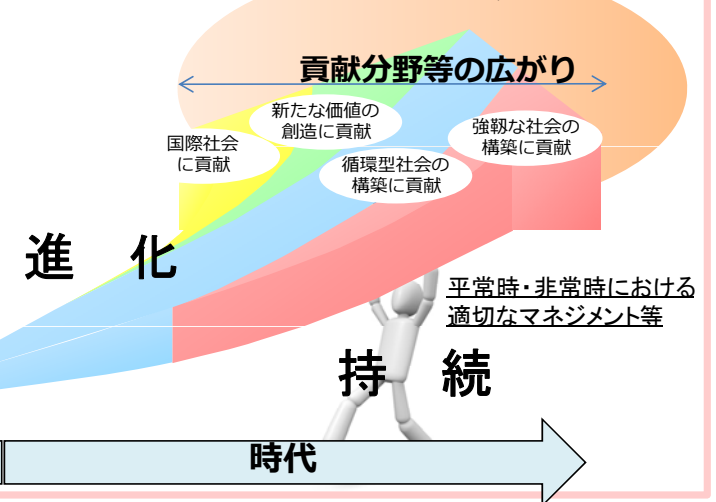 貢献分野等の広がり
新たな価値の
創造に貢献
強靱な社会の
構築に貢献
国際社会
に貢献
循環型社会の
構築に貢献
進 化
平常時・非常時における
適切なマネジメント等
持 続
時代